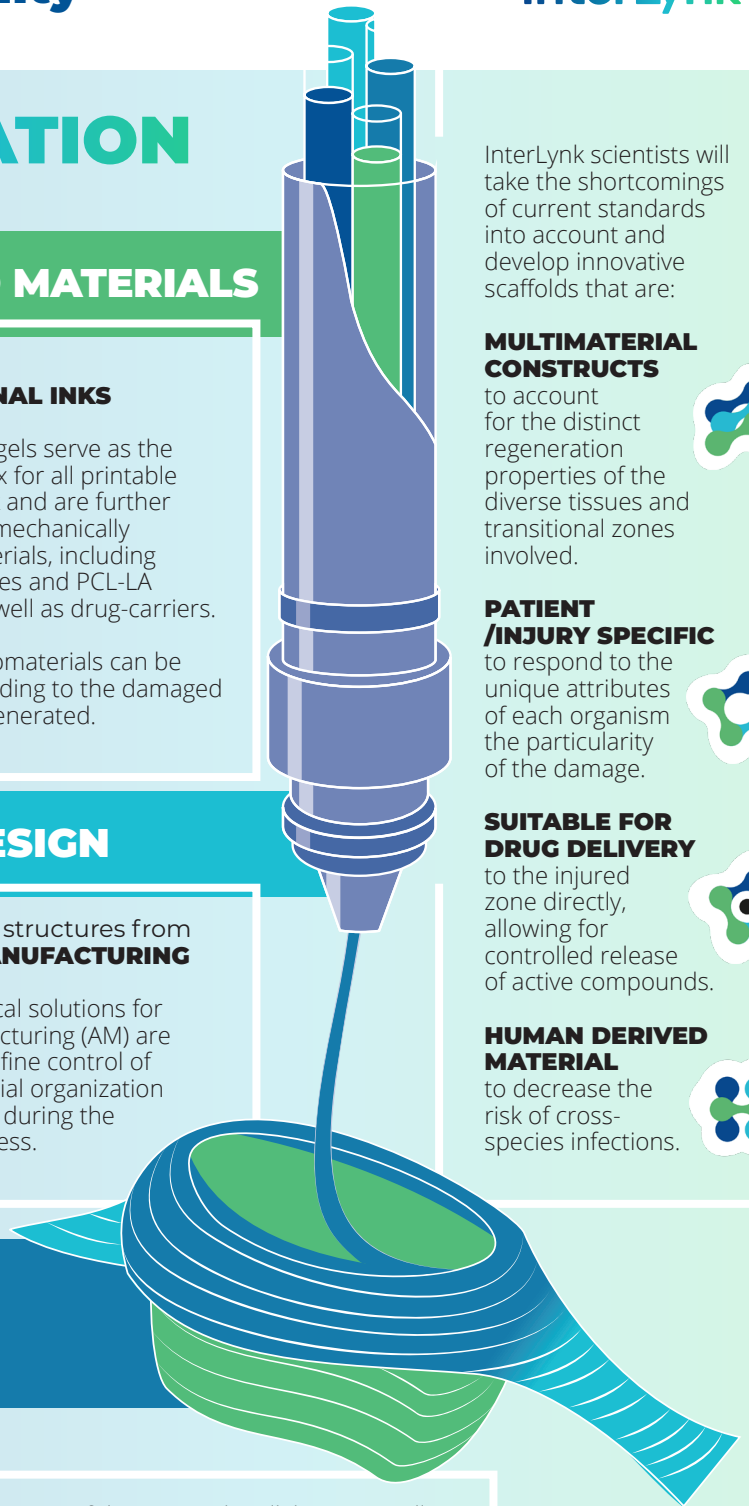 InterLynk
ATION
MATERIALS
NAL INKS
gels serve as the
x for all printable
and are further
mechanically
erials, including
es and PCL-LA
well as drug-carriers.
omaterials can be
ding to the damaged
enerated.
ESIGN
structures from
ANUFACTURING
cal solutions for
cturing (AM) are
fine control of
ial organization
during the
ess.
InterLynk scientists will
take the shortcomings
of current standards
into account and
develop innovative
scaffolds that are:
MULTIMATERIAL
CONSTRUCTS
to account
for the distinct
regeneration
properties of the
diverse tissues and
transitional zones
involved.
PATIENT
/INJURY SPECIFIC
to respond to the
unique attributes
of each organism
the particularity
of the damage.
SUITABLE FOR
DRUG DELIVERY
to the injured
zone directly,
allowing for
controlled release
of active compounds.
HUMAN DERIVED
MATERIAL
to decrease the
risk of cross-
species infections.